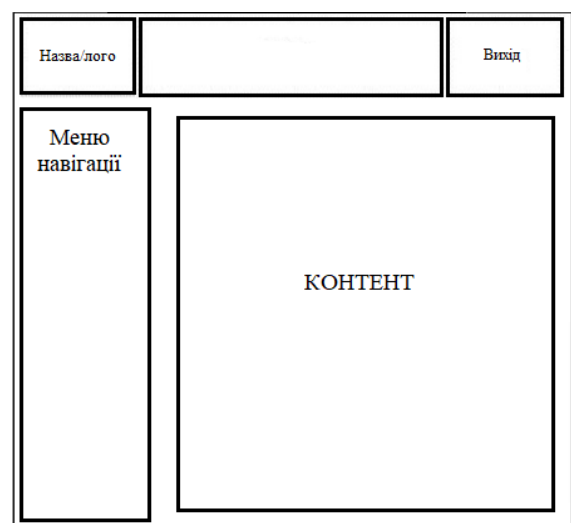 Назва/лого
Вихід
Меню
навігації
КОНТЕНТ